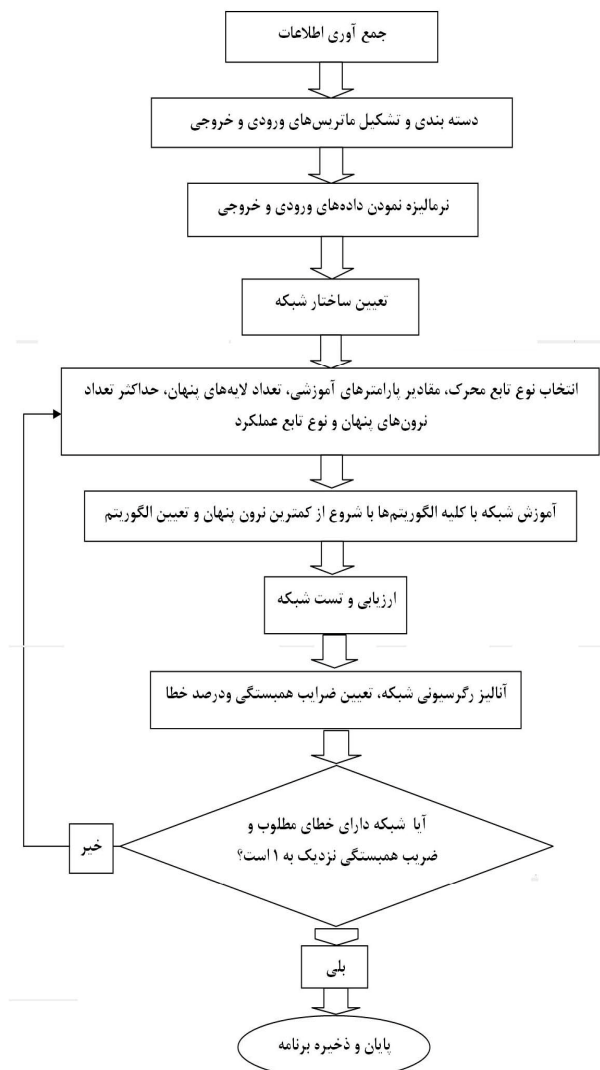 جمع آوری اطلاعات
دسته بندی و تشکیل ماتریس‌های ورودی و خروجی
نرمالیزه نمودن داده‌های ورودی و خروجی
تعیین ساختار شبکه
انتخاب نوع تابع محرک، مقادیر پارامترهای آموزشی، تعداد لایه‌های پنهان، حداکثر تعداد
نرون‌های پنهان و نوع تابع عملکرد
آموزش شبکه با کلیه الگوریتم‌ها با شروع از کمترین نرون پنهان و تعیین الگوریتم
ارزیابی و تست شبکه
آنالیز رگرسیونی شبکه، تعیین ضرایب همبستگی ودرصد خطا
آیا شبکه دارای خطای مطلوب و
ضریب همبستگی نزدیک به ۱ است؟
خیر
بلی
پایان و ذخیره برنامه